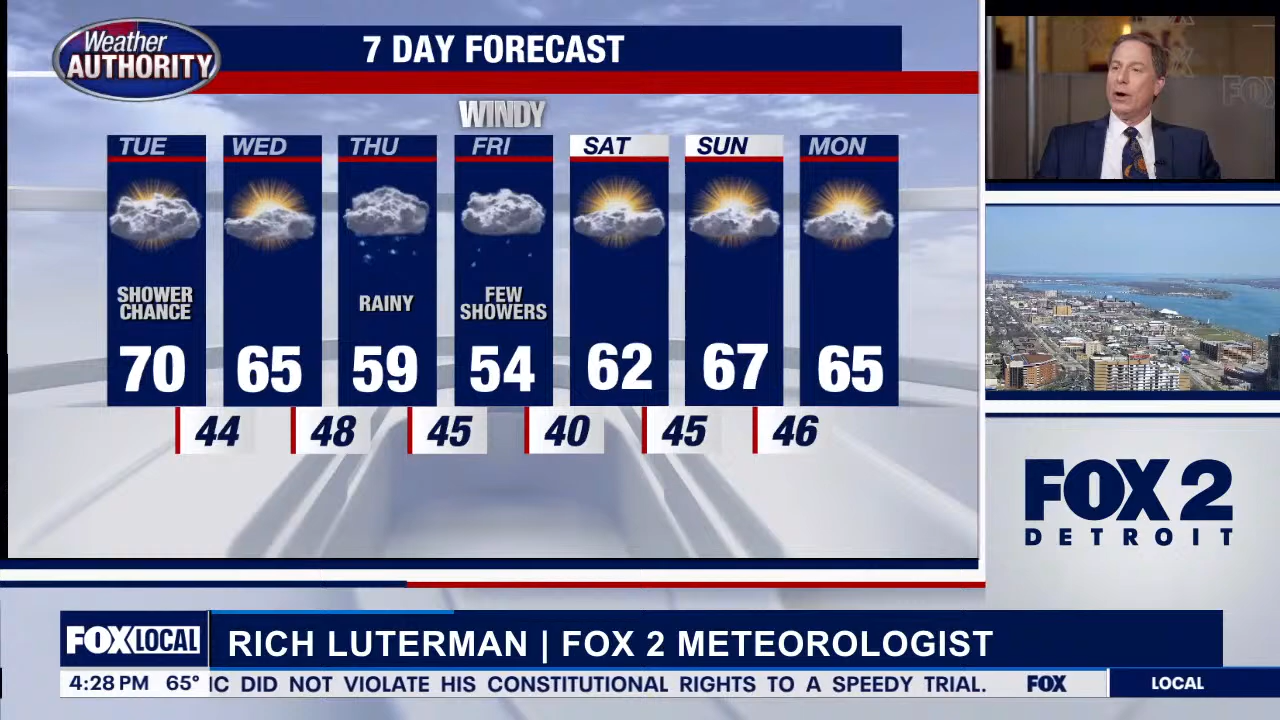 Weather
AUTHORITY
7 DAY FORECAST
WINDY
TUE WED THU FRI SAT SUN MON
SHOWER
CHANCE
RAINY
FEW
SHOWERS
70 65 59 54 62 67 65
44 48 45 40 45 46
FOX
FOX
FOX 2
DETROIT
FOX LOCAL
RICH LUTERMAN | FOX 2 METEOROLOGIST
4:28 PM 65° IC DID NOT VIOLATE HIS CONSTITUTIONAL RIGHTS TO A SPEEDY TRIAL. FOX LOCAL